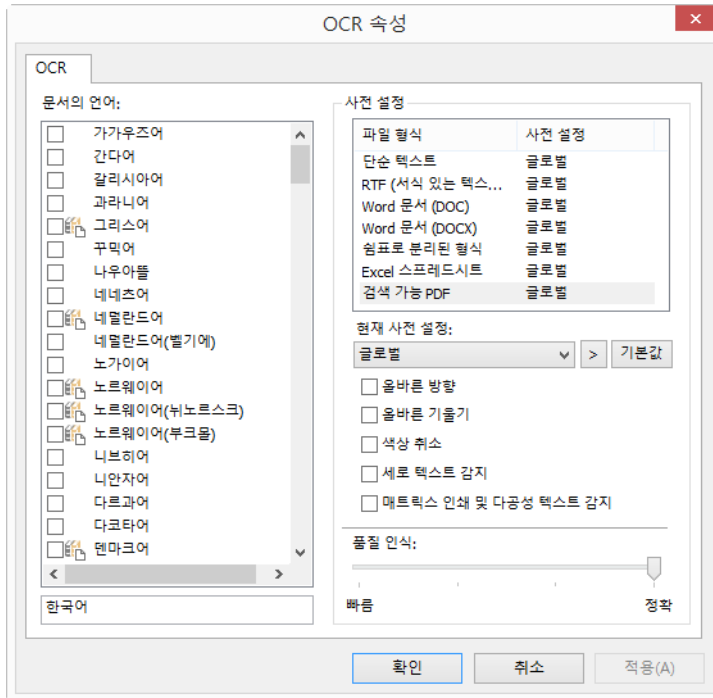 OCR 속성
OCR
문서의 언어:
가가우즈어
간다어
갈리시아어
과라니어
그리스어
꾸믹어
나우아뜰
네네츠어
네덜란드어
네덜란드어(벨기에)
노가이어
노르웨이어
노르웨이어(뉘노르스크)
노르웨이어(부크몰)
니브히어
니안자어
다르과어
다코타어
덴마크어
한국어
사전 설정
파일 형식 사전 설정
단순 텍스트 글로벌
RTF (서식 있는 텍스... 글로벌
Word 문서 (DOC) 글로벌
Word 문서 (DOCX) 글로벌
쉼표로 분리된 형식 글로벌
Excel 스프레드시트 글로벌
검색 가능 PDF 글로벌
현재 사전 설정:
글로벌 > 기본값
올바른 방향
올바른 기울기
색상 취소
세로 텍스트 감지
매트릭스 인쇄 및 다공성 텍스트 감지
품질 인식:
빠름 정확
확인 취소 적용(A)